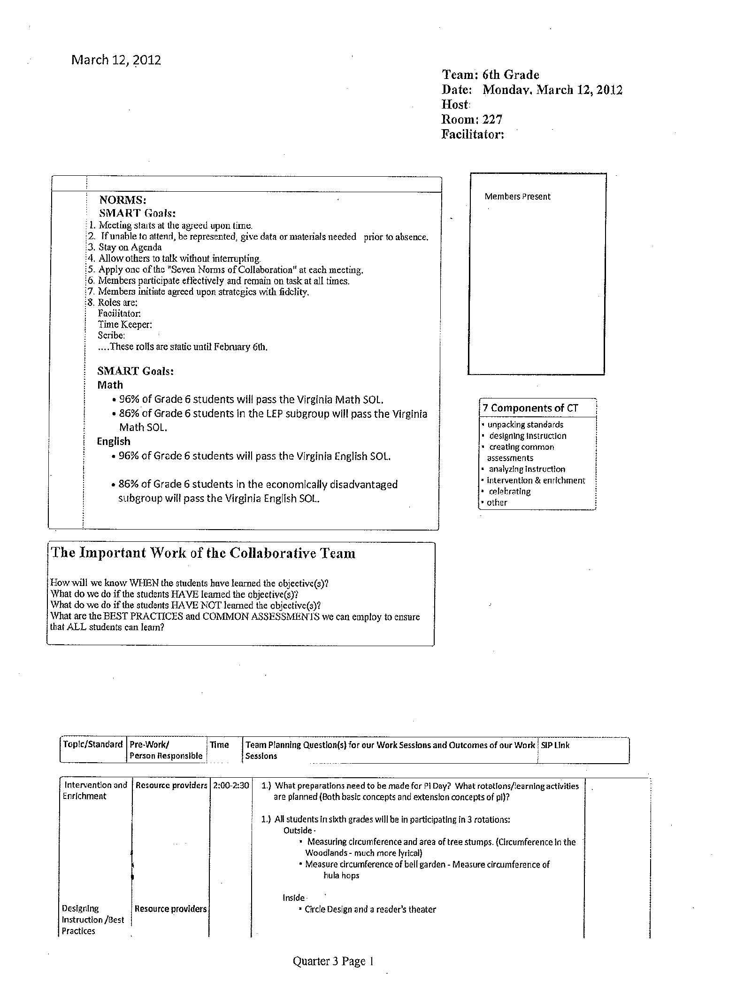 March 12, 2012
Team: 6th Grade
Date: Monday, March 12, 2012
Host:
Room: 227
Facilitator:
NORMS:
SMART Goals:
1. Meeting starts at the agreed upon time.
2. If unable to attend, be represented, give data or materials needed prior to absence.
3. Stay on Agenda
4. Allow others to talk without interrupting.
5. Apply one of the "Seven Norms of Collaboration" at each meeting.
6. Members participate effectively and remain on task at all times.
7. Members initiate agreed upon strategies with fidelity.
8. Roles are:
Facilitator:
Time Keeper:
Scribe:
....These rolls are static until February 6th.
SMART Goals:
Math
• 96% of Grade 6 students will pass the Virginia Math SOL.
• 86% of Grade 6 students in the LEP subgroup will pass the Virginia
Math SOL.
English
• 96% of Grade 6 students will pass the Virginia English SOL.
• 86% of Grade 6 students in the economically disadvantaged
subgroup will pass the Virginia English SOL.
Members Present
7 Components of CT
▪ unpacking standards
▪ designing instruction
▪ creating common
assessments
▪ analyzing instruction
▪ intervention & enrichment
▪ celebrating
▪ other
The Important Work of the Collaborative Team
How will we know WHEN the students have learned the objective(s)?
What do we do if the students HAVE learned the objective(s)?
What do we do if the students HAVE NOT learned the objective(s)?
What are the BEST PRACTICES and COMMON ASSESSMENTS we can employ to ensure
that ALL students can learn?
Topic/Standard Pre-Work/ Time Team Planning Question(s) for our Work Sessions and Outcomes of our Work SIP Link
Person Responsible Sessions
Intervention and Resource providers 2:00-2:30 1.) What preparations need to be made for Pi Day? What rotations/learning activities
Enrichment are planned (Both basic concepts and extension concepts of pi)?
1.) All students in sixth grades will be in participating in 3 rotations:
Outside -
▪ Measuring circumference and area of tree stumps. (Circumference in the
Woodlands - much more lyrical)
▪ Measure circumference of bell garden - Measure circumference of
hula hops
Inside -
Designing Resource providers ▪ Circle Design and a reader's theater
Instruction /Best
Practices
Quarter 3 Page 1